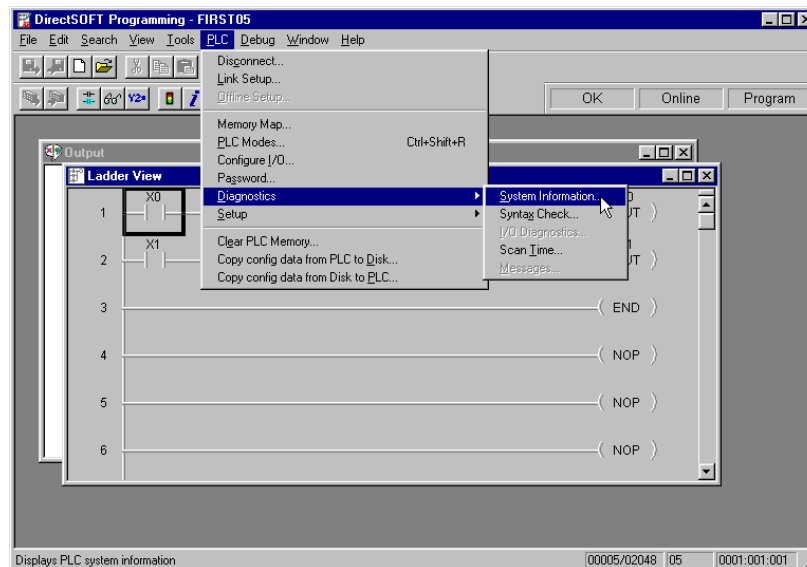 DirectSOFT Programming - FIRST05
File Edit Search View Tools PLC Debug Window Help
Y2=
i
OK Online Program
Disconnect...
Link Setup...
Offline Setup...
Memory Map...
PLC Modes... Ctrl+Shift+R
Configure I/O...
Password...
Diagnostics
Setup
Clear PLC Memory...
Copy config data from PLC to Disk...
Copy config data from Disk to PLC...
System Information...
Syntax Check...
I/O Diagnostics...
Scan Time...
Messages...
Output
Ladder View
X0
1
X1
2
3 END
4 NOP
5 NOP
6 NOP
Displays PLC system information 00005/02048 05 0001:001:001